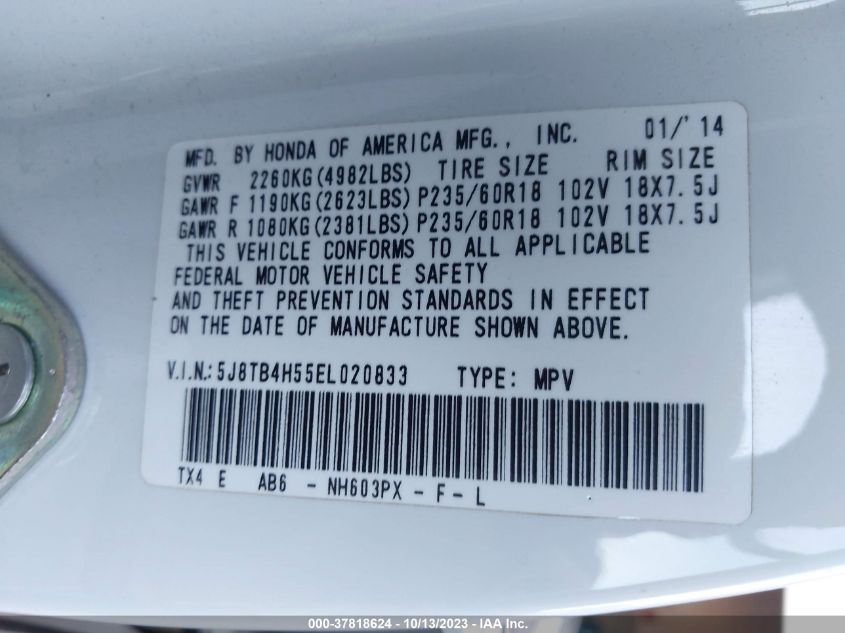 MFD. BY HONDA OF AMERICA MFG., INC. 01/'14
GVWR 2260KG(4982LBS) TIRE SIZE RIM SIZE
GAWR F 1190KG(2623LBS) P235/60R18 102V 18X7.5J
GAWR R 1080KG(2381LBS) P235/60R18 102V 18X7.5J
THIS VEHICLE CONFORMS TO ALL APPLICABLE
FEDERAL MOTOR VEHICLE SAFETY
AND THEFT PREVENTION STANDARDS IN EFFECT
ON THE DATE OF MANUFACTURE SHOWN ABOVE.
V.I.N.: 5J8TB4H55EL020833 TYPE: MPV
TX4 E AB6 - NH603PX - F - L
000-37818624 - 10/13/2023 - IAA Inc.